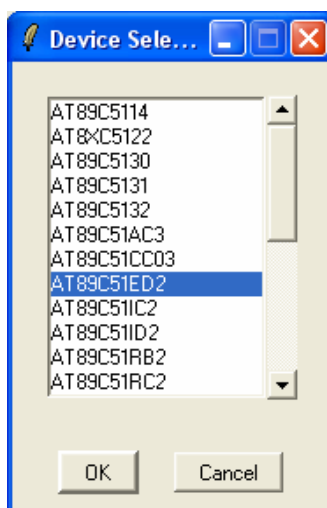 Device Sele...
AT89C5114
AT8XC5122
AT89C5130
AT89C5131
AT89C5132
AT89C51AC3
AT89C51CC03
AT89C51ED2
AT89C51IC2
AT89C51ID2
AT89C51RB2
AT89C51RC2
OK
Cancel